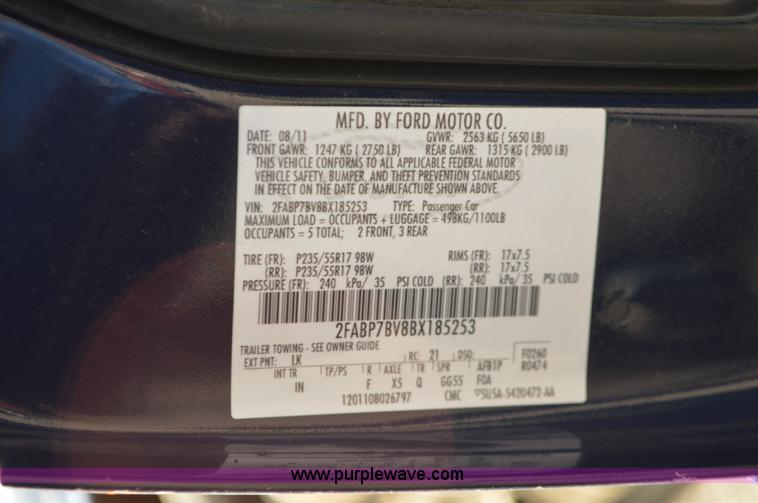 MFD. BY FORD MOTOR CO.
DATE: 08/11 GVWR: 2563 KG ( 5650 LB)
FRONT GAWR: 1247 KG ( 2750 LB) REAR GAWR: 1315 KG ( 2900 LB)
THIS VEHICLE CONFORMS TO ALL APPLICABLE FEDERAL MOTOR
VEHICLE SAFETY, BUMPER, AND THEFT PREVENTION STANDARDS
IN EFFECT ON THE DATE OF MANUFACTURE SHOWN ABOVE.
VIN: 2FABP7BV8BX185253 TYPE: Passenger Car
MAXIMUM LOAD = OCCUPANTS + LUGGAGE = 498KG/1100LB
OCCUPANTS = 5 TOTAL; 2 FRONT, 3 REAR
TIRE (FR): P235/55R17 98W RIMS (FR): 17x7.5
(RR): P235/55R17 98W (RR): 17x7.5
PRESSURE (FR): 240 kPa/ 35 PSI COLD (RR): 240 kPa/ 35 PSI COLD
2FABP7BV8BX185253
TRAILER TOWING - SEE OWNER GUIDE
EXT PNT: LK RC: 21 DSO: F0260
INT TR TP/PS R AXLE TR SPR AFB1P R0474
IN F X5 Q GG55 F0A
1201108026797 CMC 5U5A-5420472-AA
www.purplewave.com